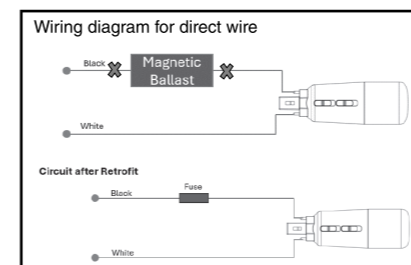 Wiring diagram for direct wire
Black
Magnetic
Ballast
White
Circuit after Retrofit
Black
Fuse
White